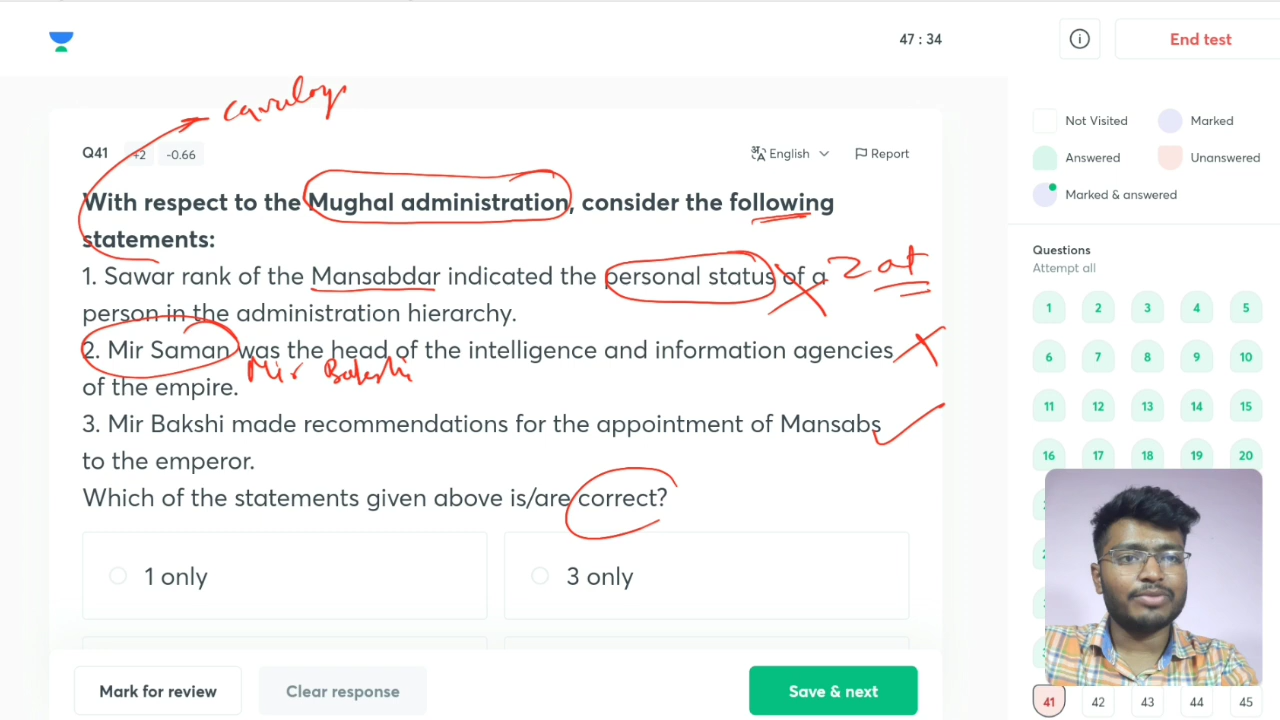 47 : 34
End test
cavalry
Not Visited
Marked
Q41
+2
-0.66
English
Report
Answered
Unanswered
Marked & answered
With respect to the Mughal administration, consider the following
statements:
1. Sawar rank of the Mansabdar indicated the personal status of a
Zat
person in the administration hierarchy.
2. Mir Saman was the head of the intelligence and information agencies
Mir Bakshi
of the empire.
3. Mir Bakshi made recommendations for the appointment of Mansabs
to the emperor.
Which of the statements given above is/are correct?
1 only
3 only
Mark for review
Clear response
Save & next
Questions
Attempt all
1 2 3 4 5
6 7 8 9 10
11 12 13 14 15
16 17 18 19 20
41 42 43 44 45